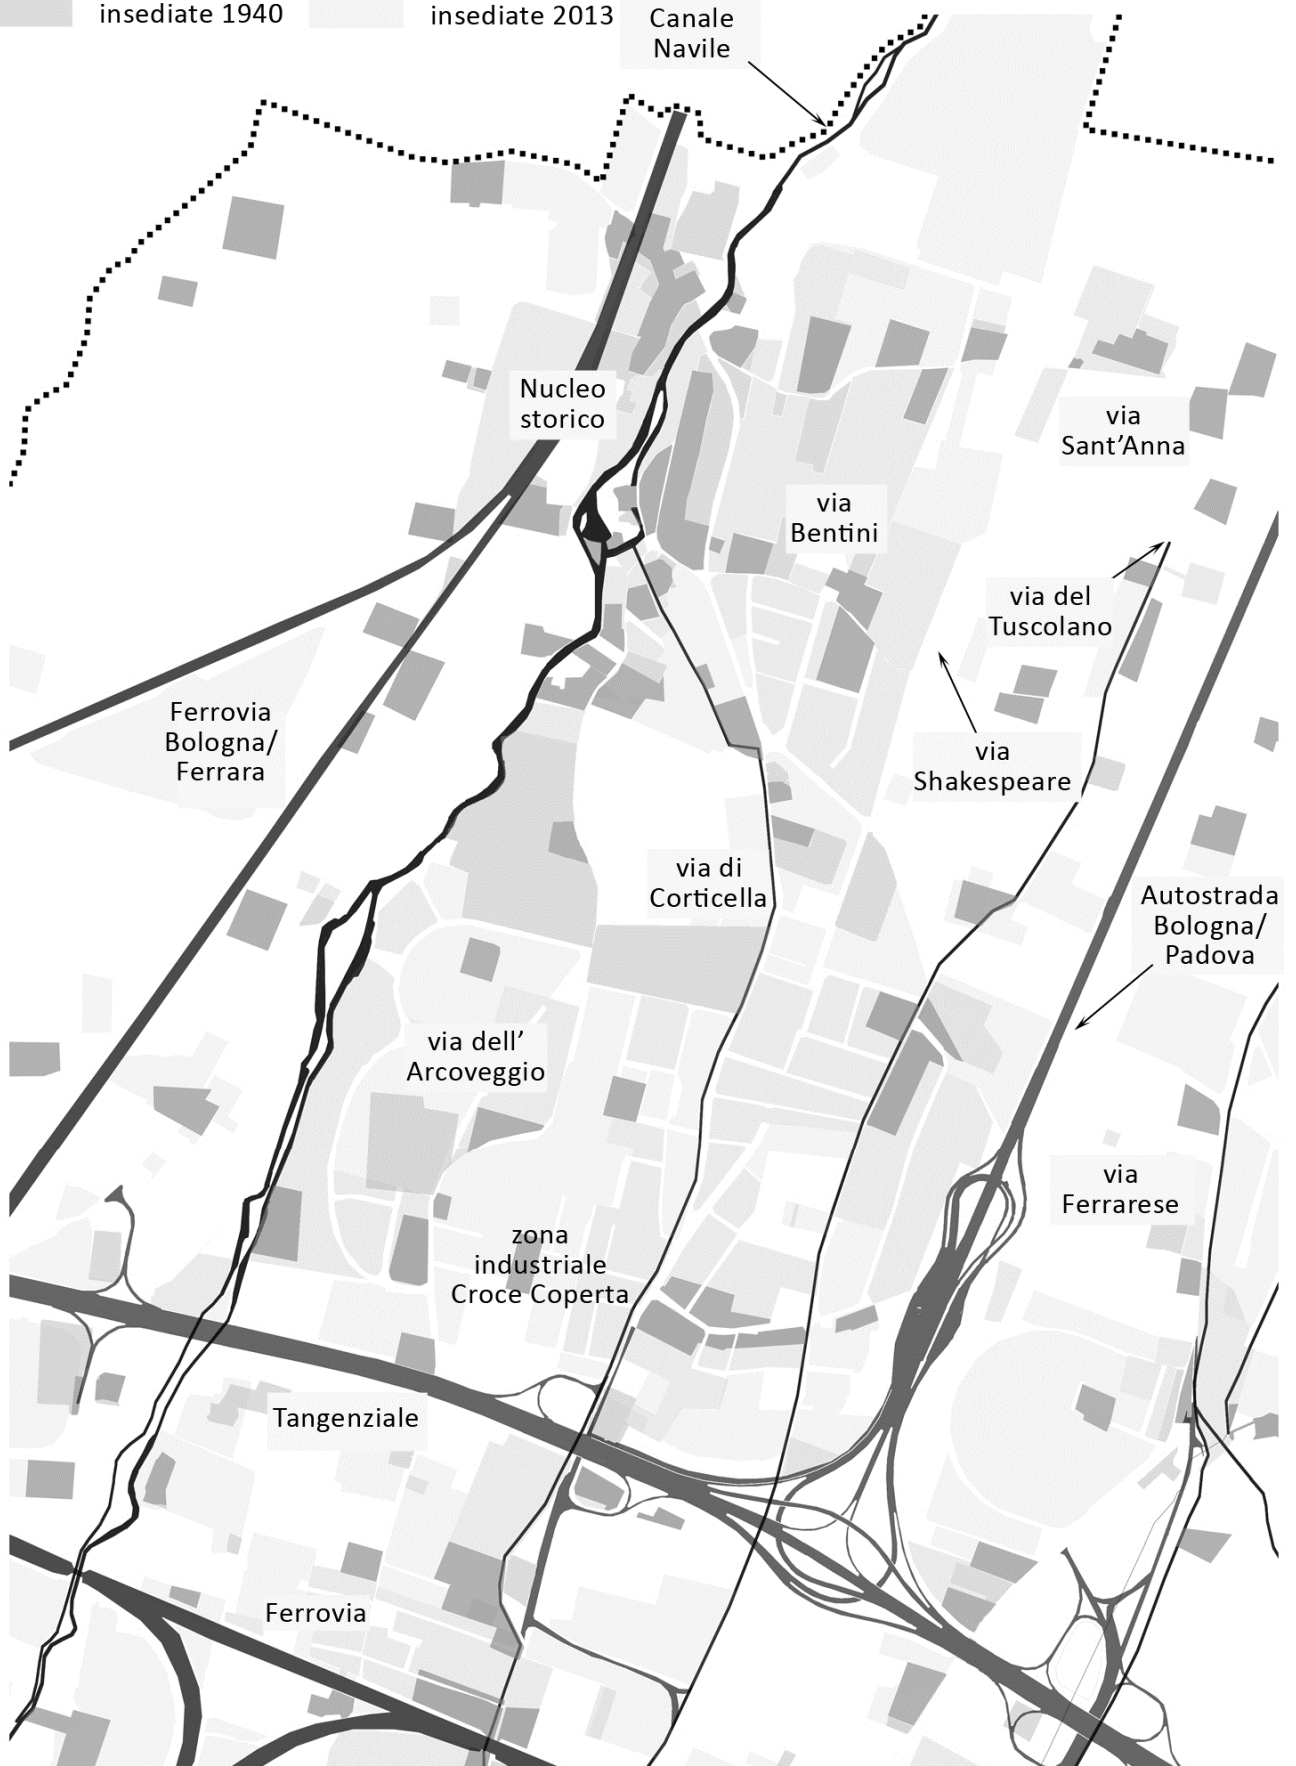 insediate 1940
insediate 2013
Canale
Navile
Nucleo
storico
via
Sant’Anna
via
Bentini
via del
Tuscolano
Ferrovia
Bologna/
Ferrara
via
Shakespeare
via di
Corticella
Autostrada
Bologna/
Padova
via dell’
Arcoveggio
via
Ferrarese
zona
industriale
Croce Coperta
Tangenziale
Ferrovia